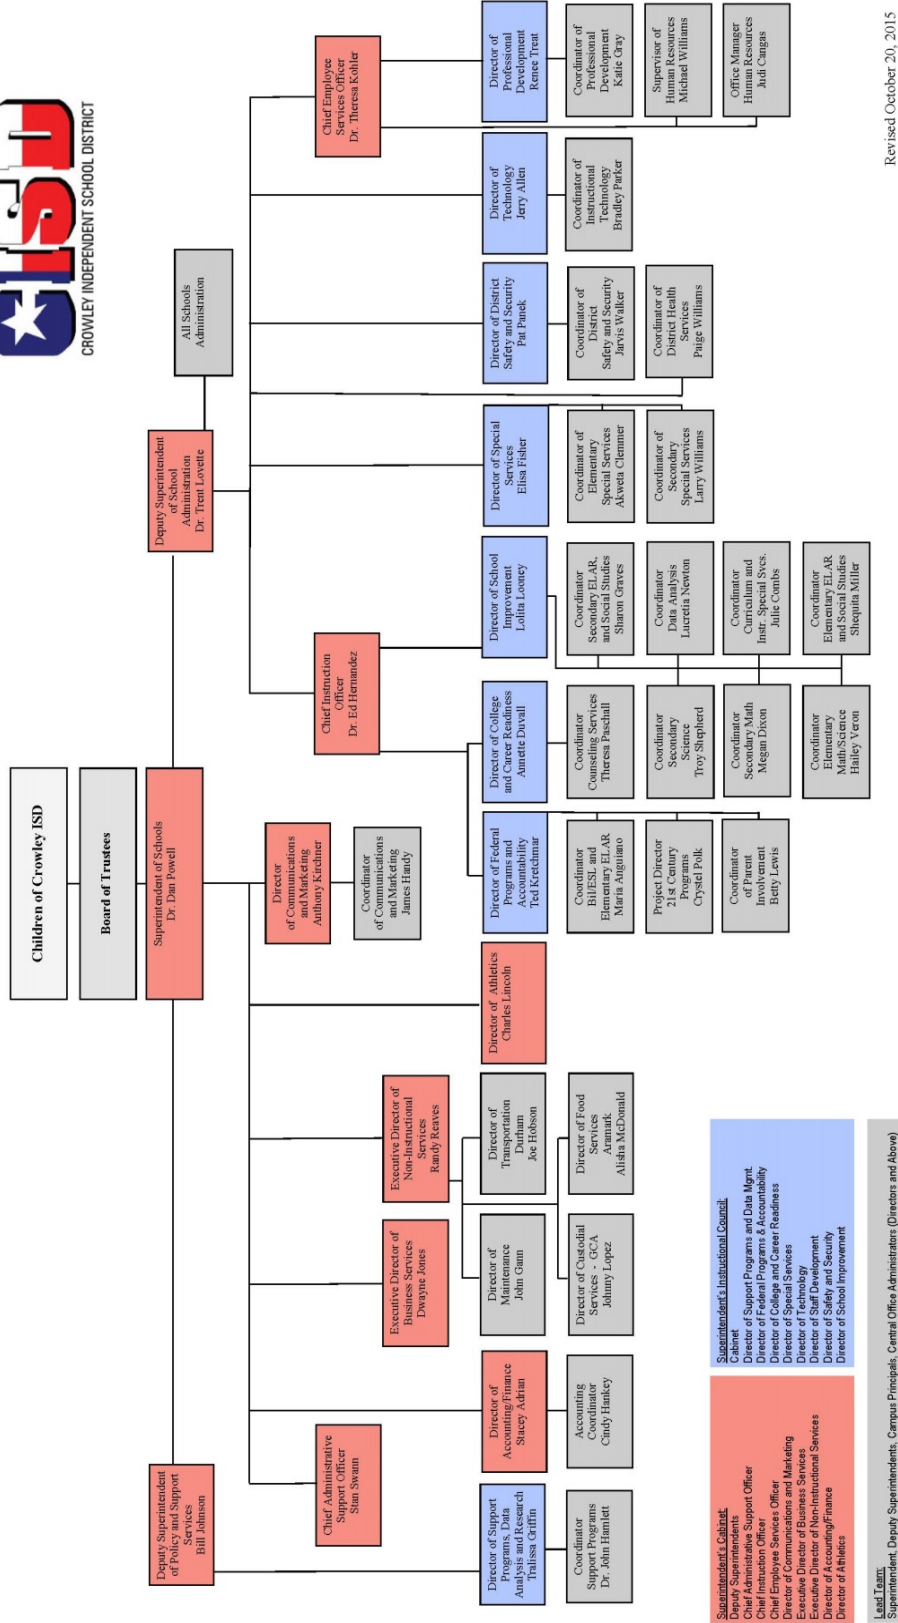 CISD
CROWLEY INDEPENDENT SCHOOL DISTRICT
Children of Crowley ISD
Board of Trustees
Superintendent of Schools
Dr. Dan Powell
Deputy Superintendent
of Policy and Support
Services
Bill Johnson
Deputy Superintendent
of School
Administration
Dr. Trent Lovette
All Schools
Administration
Director
of Communications
and Marketing
Anthony Kirchner
Coordinator
of Communications
and Marketing
James Handy
Chief Administrative
Support Officer
Stan Swann
Chief Instruction
Officer
Dr. Ed Hernandez
Chief Employee
Services Officer
Dr. Theresa Kohler
Executive Director of
Business Services
Dwayne Jones
Executive Director of
Non-Instructional
Services
Randy Reaves
Director of Support
Programs, Data
Analysis and Research
Tralissa Griffin
Director of
Accounting/Finance
Stacey Adrian
Director of
Maintenance
John Gann
Director of
Transportation
Durham
Joe Hobson
Director of Athletics
Charles Lincoln
Director of Federal
Programs and
Accountability
Ted Kretchmar
Director of College
and Career Readiness
Annette Duvall
Director of School
Improvement
Lolita Looney
Director of Special
Services
Elisa Fisher
Director of District
Safety and Security
Pat Panek
Director of
Technology
Jerry Allen
Director of
Professional
Development
Renee Treat
Coordinator
Support Programs
Dr. John Hamlett
Accounting
Coordinator
Cindy Hankey
Director of Custodial
Services - GCA
Johnny Lopez
Director of Food
Services
Aramark
Alisha McDonald
Coordinator
Bil/ESL and
Elementary ELAR
Maria Anguiano
Coordinator
Counseling Services
Theresa Paschall
Coordinator
Secondary ELAR,
and Social Studies
Sharon Graves
Coordinator of
Elementary
Special Services
Akweta Clemmer
Coordinator of
District
Safety and Security
Jarvis Walker
Coordinator of
Instructional
Technology
Bradley Parker
Coordinator of
Professional
Development
Katie Gray
Project Director
21st Century
Programs
Crystel Polk
Coordinator
Secondary
Science
Troy Shepherd
Coordinator
Data Analysis
Lucretia Newton
Coordinator of
Secondary
Special Services
Larry Williams
Coordinator of
District Health
Services
Paige Williams
Supervisor of
Human Resources
Michael Williams
Coordinator
of Parent
Involvement
Betty Lewis
Coordinator
Secondary Math
Megan Dixon
Coordinator
Curriculum and
Instr. Special Svcs.
Julie Combs
Office Manager
Human Resources
Judi Cangas
Coordinator
Elementary
Math/Science
Hailey Veron
Coordinator
Elementary ELAR
and Social Studies
Shequita Miller
Superintendent's Cabinet:
Deputy Superintendents
Chief Administrative Support Officer
Chief Instruction Officer
Chief Employee Services Officer
Director of Communications and Marketing
Executive Director of Business Services
Executive Director of Non-Instructional Services
Director of Accounting/Finance
Director of Athletics
Superintendent's Instructional Council:
Cabinet
Director of Support Programs and Data Mgmt.
Director of Federal Programs & Accountability
Director of College and Career Readiness
Director of Special Services
Director of Technology
Director of Staff Development
Director of Safety and Security
Director of School Improvement
Lead Team:
Superintendent, Deputy Superintendents, Campus Principals, Central Office Administrators (Directors and Above)
Revised October 20, 2015